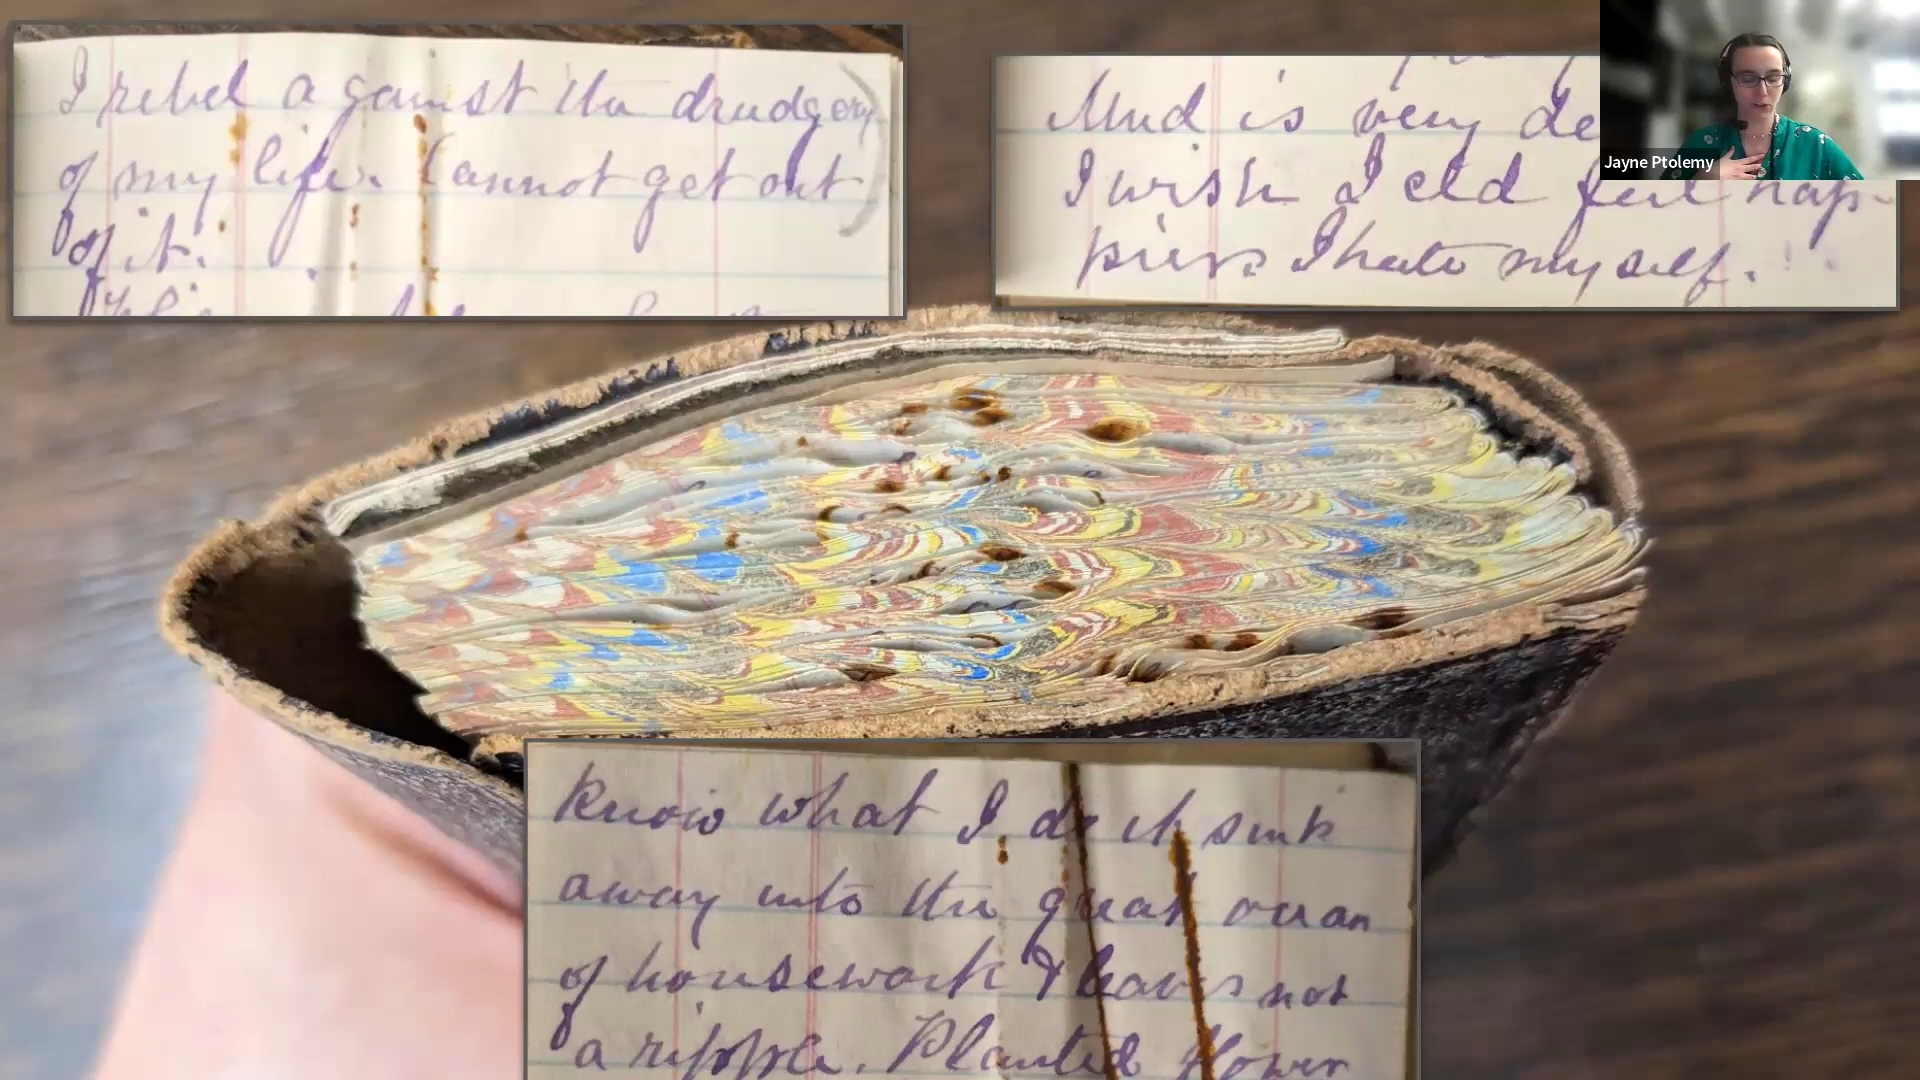 I rebel against the drudgery
of my life. Cannot get out
of it.
Mud is very de
I wish I cld feel hap-
pier. I hate myself.
Jayne Ptolemy
Know what I do it sink
away into the great ocean
of housework & leaves not
a ripple. Planted flower